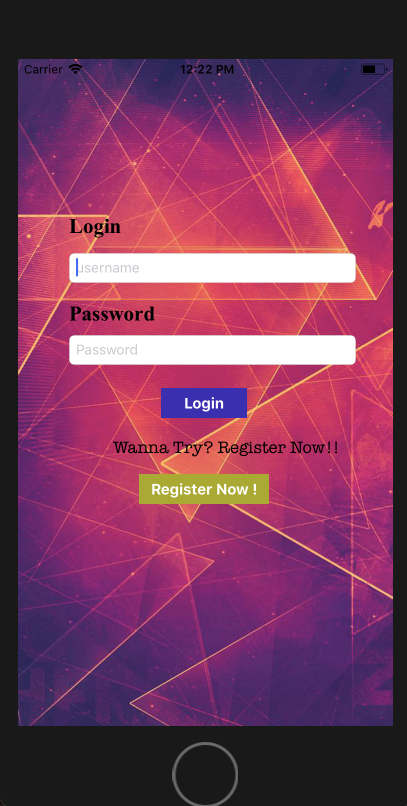 Carrier 12:22 PM
Login
username
Password
Password
Login
Wanna Try? Register Now!!
Register Now !